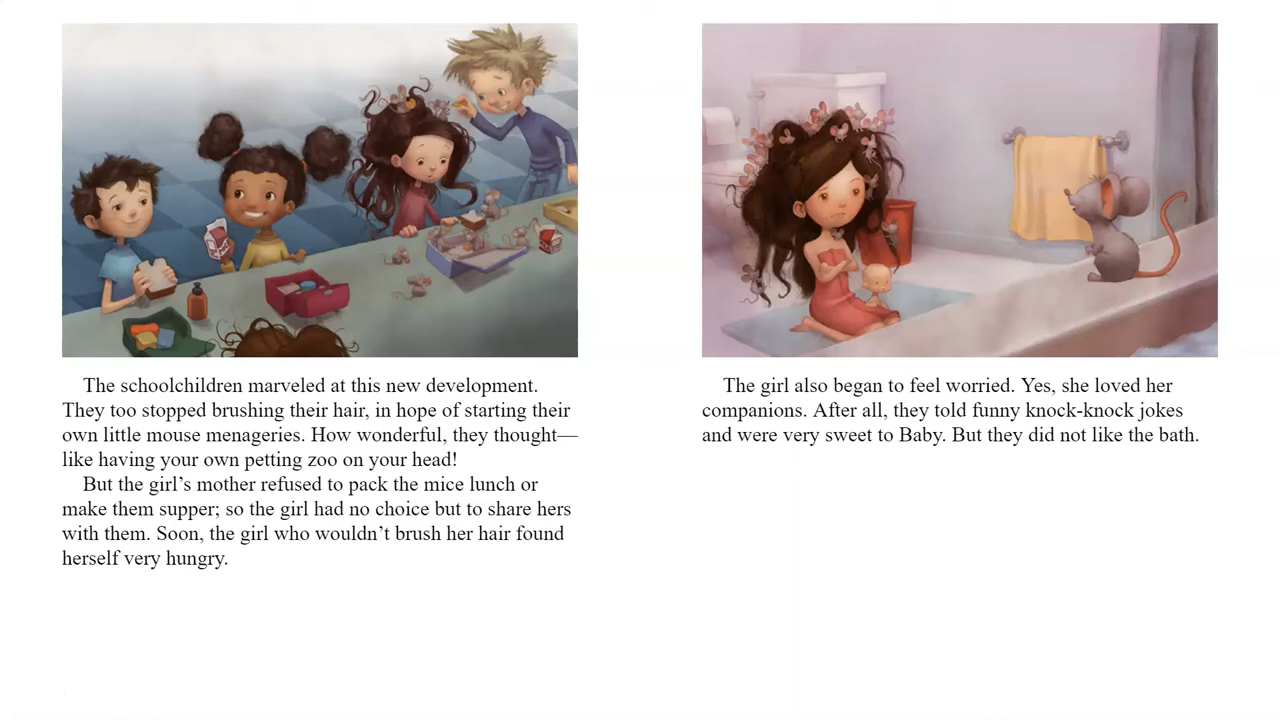 The schoolchildren marveled at this new development.
They too stopped brushing their hair, in hope of starting their
own little mouse menageries. How wonderful, they thought—
like having your own petting zoo on your head!
But the girl’s mother refused to pack the mice lunch or
make them supper; so the girl had no choice but to share hers
with them. Soon, the girl who wouldn’t brush her hair found
herself very hungry.
The girl also began to feel worried. Yes, she loved her
companions. After all, they told funny knock-knock jokes
and were very sweet to Baby. But they did not like the bath.